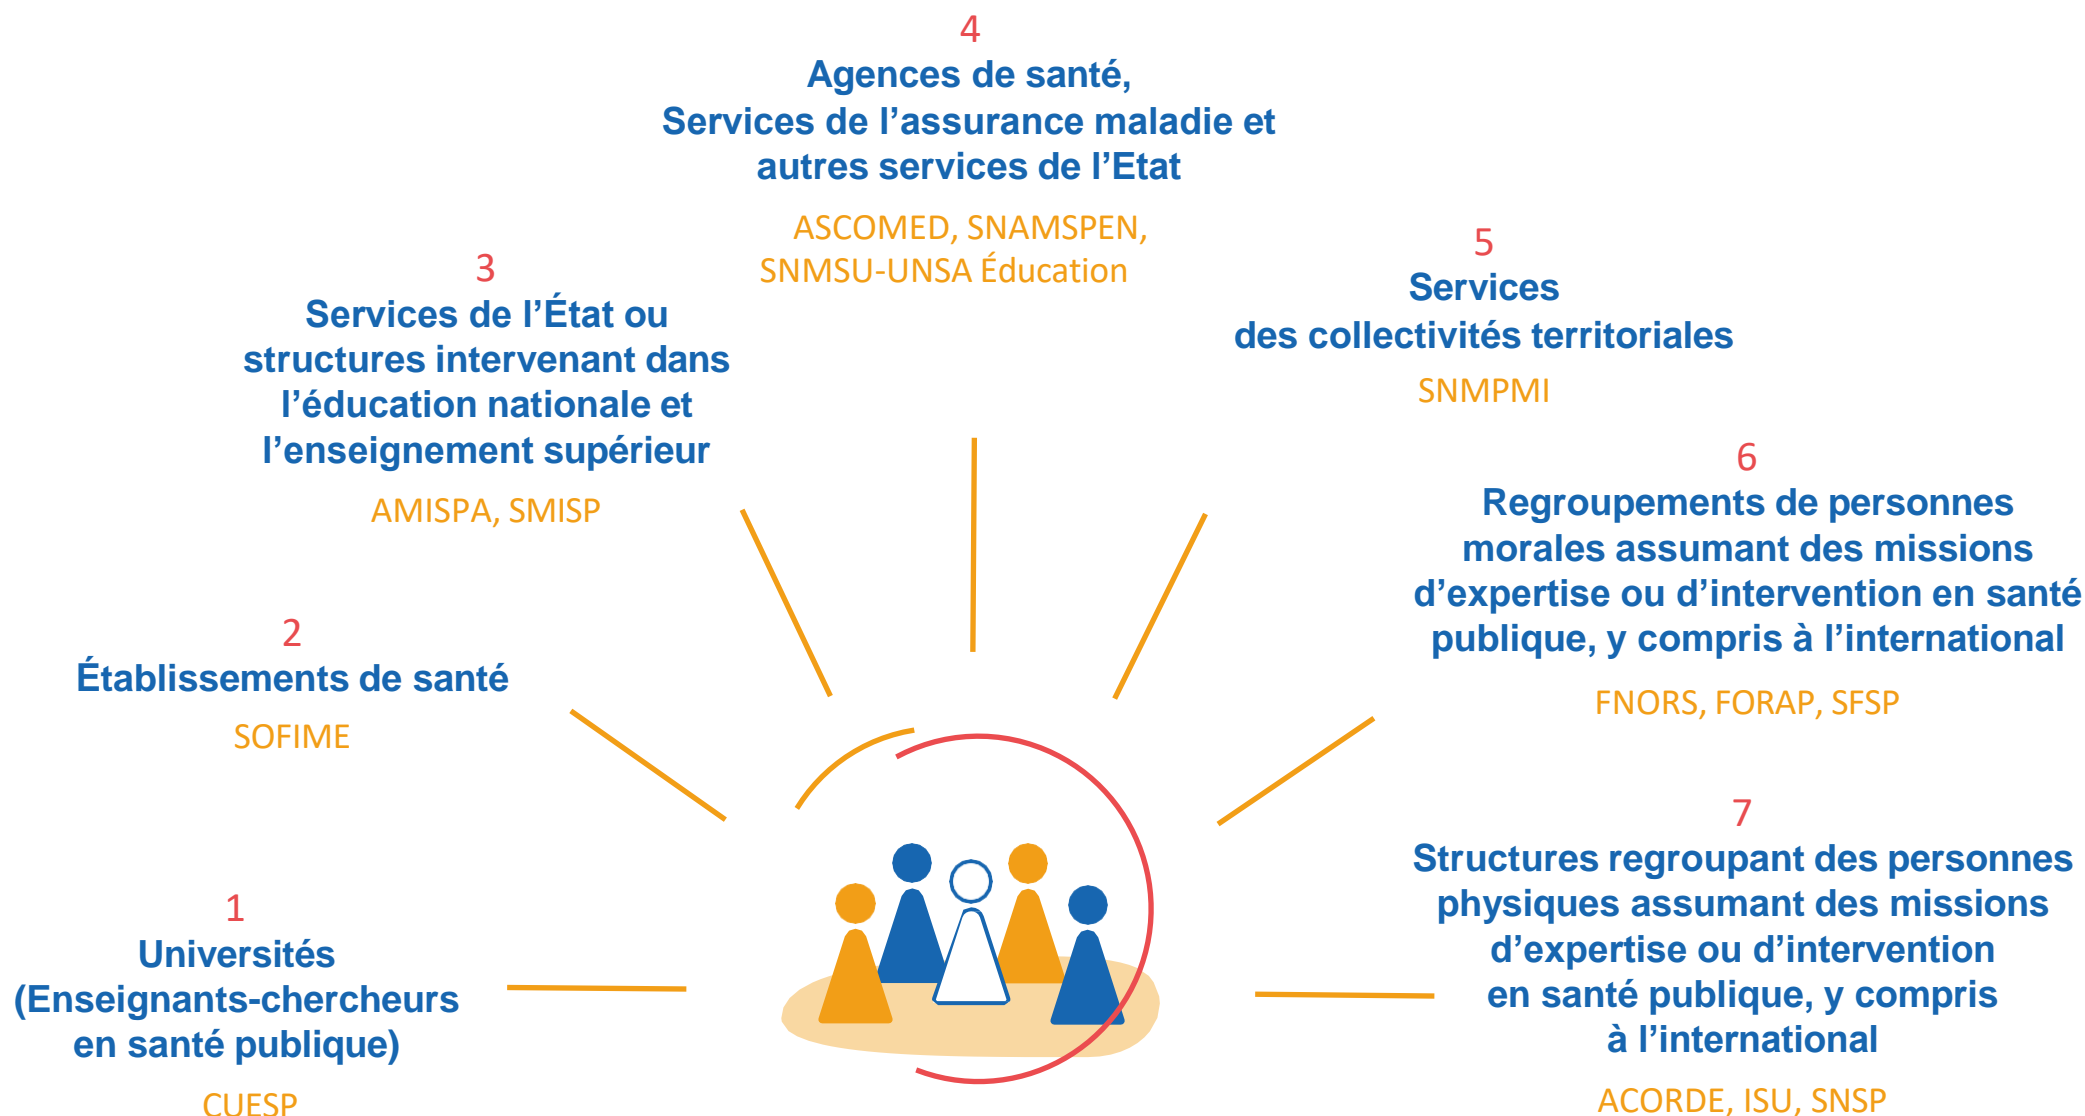 1
Universités
(Enseignants-chercheurs
en santé publique)
CUESP
2
Établissements de santé
SOFIME
3
Services de l’État ou
structures intervenant dans
l’éducation nationale et
l’enseignement supérieur
AMISPA, SMISP
4
Agences de santé,
Services de l’assurance maladie et
autres services de l’Etat
ASCOMED, SNAMSPEN,
SNMSU-UNSA Éducation
5
Services
des collectivités territoriales
SNMPMI
6
Regroupements de personnes
morales assumant des missions
d’expertise ou d’intervention en santé
publique, y compris à l’international
FNORS, FORAP, SFSP
7
Structures regroupant des personnes
physiques assumant des missions
d’expertise ou d’intervention
en santé publique, y compris
à l’international
ACORDE, ISU, SNSP